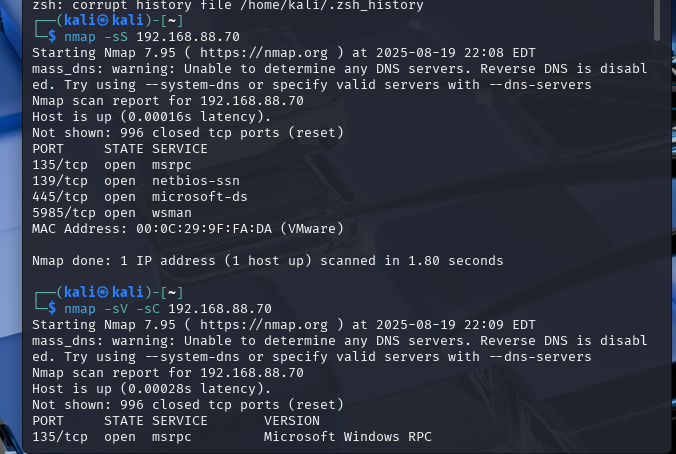 zsh: corrupt history file /home/kali/.zsh_history
┌──(kali㉿kali)-[~]
└─$ nmap -sS 192.168.88.70
Starting Nmap 7.95 ( https://nmap.org ) at 2025-08-19 22:08 EDT
mass_dns: warning: Unable to determine any DNS servers. Reverse DNS is disabl
ed. Try using --system-dns or specify valid servers with --dns-servers
Nmap scan report for 192.168.88.70
Host is up (0.00016s latency).
Not shown: 996 closed tcp ports (reset)
PORT     STATE SERVICE
135/tcp  open  msrpc
139/tcp  open  netbios-ssn
445/tcp  open  microsoft-ds
5985/tcp open  wsman
MAC Address: 00:0C:29:9F:FA:DA (VMware)

Nmap done: 1 IP address (1 host up) scanned in 1.80 seconds

┌──(kali㉿kali)-[~]
└─$ nmap -sV -sC 192.168.88.70
Starting Nmap 7.95 ( https://nmap.org ) at 2025-08-19 22:09 EDT
mass_dns: warning: Unable to determine any DNS servers. Reverse DNS is disabl
ed. Try using --system-dns or specify valid servers with --dns-servers
Nmap scan report for 192.168.88.70
Host is up (0.00028s latency).
Not shown: 996 closed tcp ports (reset)
PORT     STATE SERVICE       VERSION
135/tcp  open  msrpc         Microsoft Windows RPC